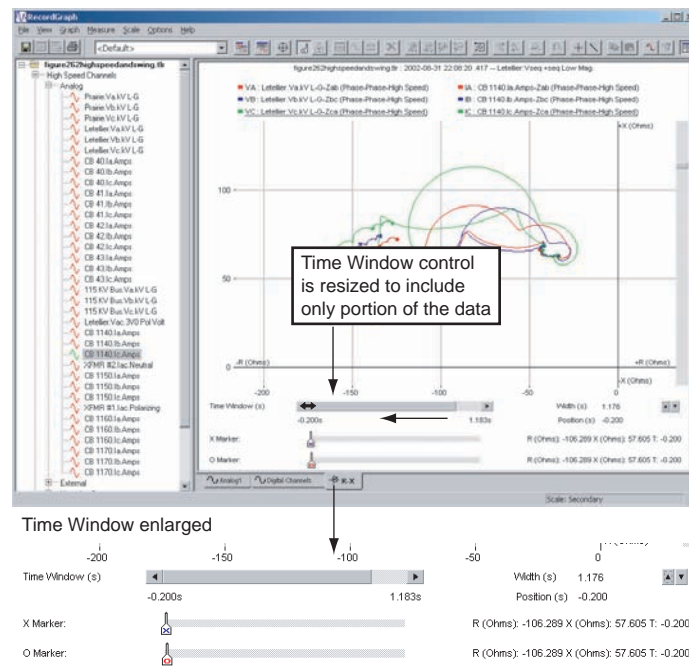 RecordGraph
File View Graph Measure Scale Options Help
<Default>
figure262highspeedandswing.tlr
High Speed Channels
Analog
Prairie:Va.kV L-G
Prairie:Vb.kV L-G
Prairie:Vc.kV L-G
Letellier:Va.kV L-G
Letellier:Vb.kV L-G
Letellier:Vc.kV L-G
CB 40.Ia.Amps
CB 40.Ib.Amps
CB 40.Ic.Amps
CB 41.Ia.Amps
CB 41.Ib.Amps
CB 41.Ic.Amps
CB 42.Ia.Amps
CB 42.Ib.Amps
CB 42.Ic.Amps
CB 43.Ia.Amps
CB 43.Ib.Amps
CB 43.Ic.Amps
115 KV Bus:Va.kV L-G
115 KV Bus:Vb.kV L-G
115 KV Bus:Vc.kV L-G
Letellier:Vac.3V0 Pol Volt
CB 1140.Ia.Amps
CB 1140.Ib.Amps
CB 1140.Ic.Amps
XFMR #2.Iac.Neutral
CB 1150.Ia.Amps
CB 1150.Ib.Amps
CB 1150.Ic.Amps
XFMR #1.Iac.Polarizing
CB 1160.Ia.Amps
CB 1160.Ib.Amps
CB 1160.Ic.Amps
CB 1170.Ia.Amps
CB 1170.Ib.Amps
CB 1170.Ic.Amps
External
figure262highspeedandswing.tlr : 2002-08-31 22:08:20 .417 -- Letellier:Vseq +seq Low Mag.
VA : Letellier:Va.kV L-G-Zab (Phase-Phase-High Speed) IA : CB 1140.Ia.Amps-Zab (Phase-Phase-High Speed)
VB : Letellier:Vb.kV L-G-Zbc (Phase-Phase-High Speed) IB : CB 1140.Ib.Amps-Zbc (Phase-Phase-High Speed)
VC : Letellier:Vc.kV L-G-Zca (Phase-Phase-High Speed) IC : CB 1140.Ic.Amps-Zca (Phase-Phase-High Speed)
+X (Ohms)
100
50
Time Window control
is resized to include
only portion of the data
-R (Ohms) +R (Ohms)
0
-X (Ohms)
-200 -150 -100 -50 0
Time Window (s) Width (s) 1.176
-0.200s 1.183s Position (s) -0.200
X Marker: R (Ohms): -106.289 X (Ohms): 57.605 T: -0.200
O Marker: R (Ohms): -106.289 X (Ohms): 57.605 T: -0.200
Analog1 Digital Channels R-X
Scale: Secondary
Time Window enlarged
-200 -150 -100 -50 0
Time Window (s) Width (s) 1.176
-0.200s 1.183s Position (s) -0.200
X Marker: R (Ohms): -106.289 X (Ohms): 57.605 T: -0.200
O Marker: R (Ohms): -106.289 X (Ohms): 57.605 T: -0.200